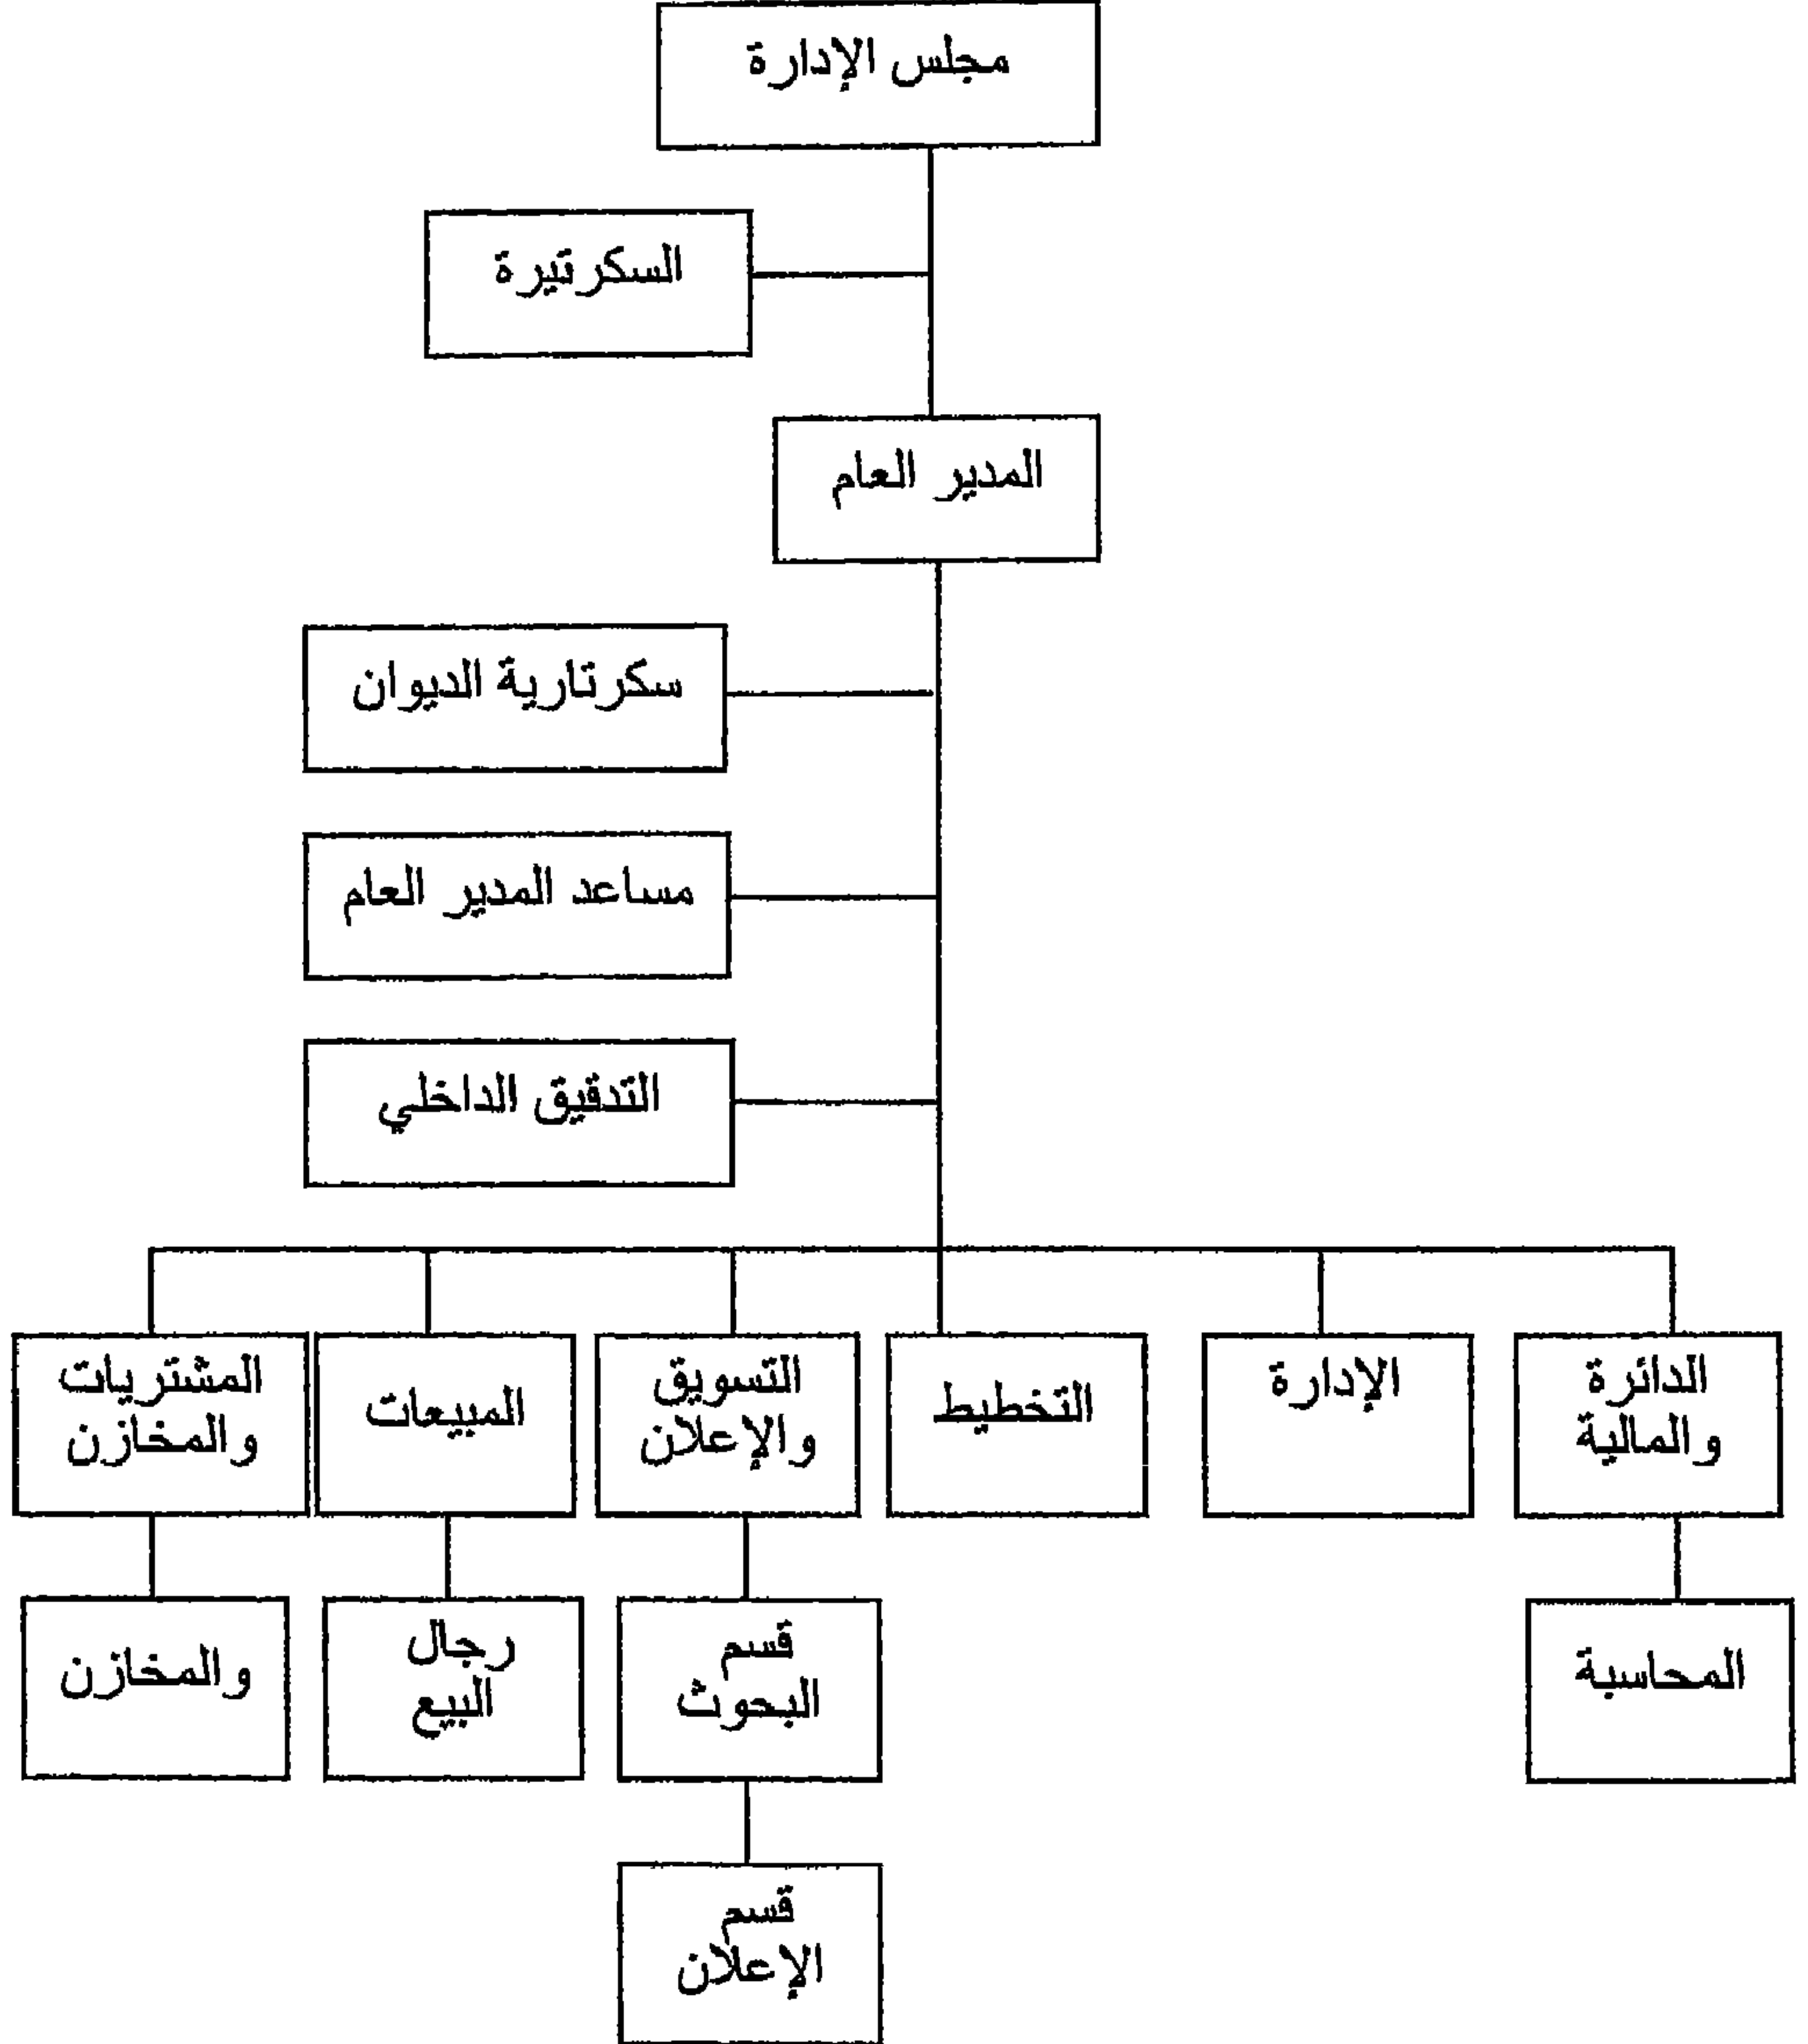 مجلس الإدارة
السكرتيرة
المدير العام
سكرتارية الديوان
مساعد المدير العام
التدقيق الداخلي
الدائرة
والمالية
الإدارة
التخطيط
التسويق
والإعلان
المبيعات
المشتريات
والمخازن
المحاسبة
قسم
البحوث
رجال
البيع
والمخازن
قسم
الإعلان